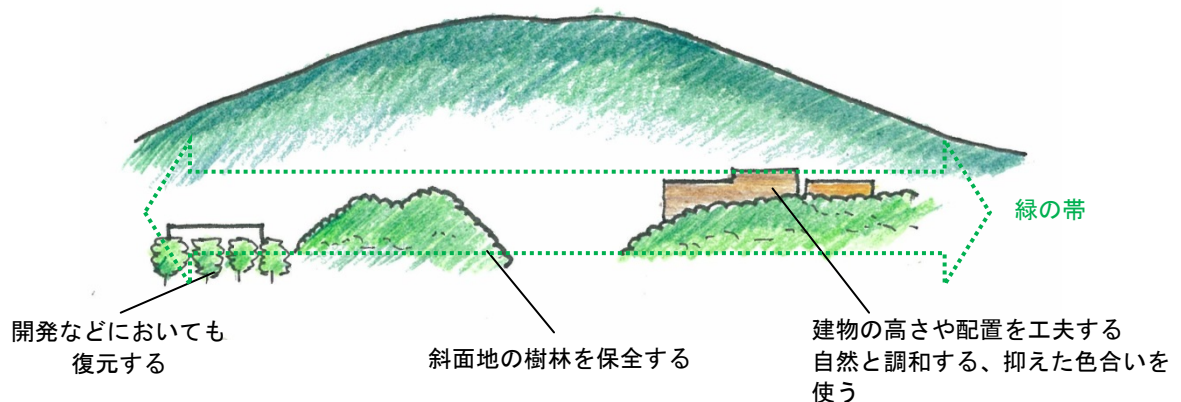 緑の帯
開発などにおいても
復元する
斜面地の樹林を保全する
建物の高さや配置を工夫する
自然と調和する、抑えた色合いを
使う